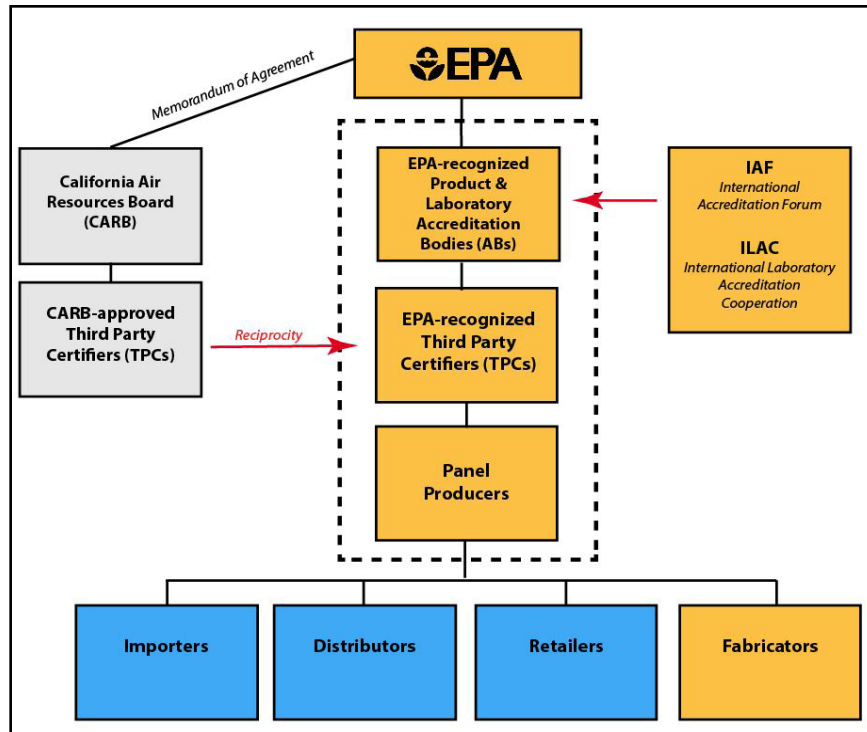 EPA
Memorandum of Agreement
California Air
Resources Board
(CARB)
EPA-recognized
Product &
Laboratory
Accreditation
Bodies (ABs)
IAF
International
Accreditation Forum
ILAC
International Laboratory
Accreditation
Cooperation
CARB-approved
Third Party
Certifiers (TPCs)
Reciprocity
EPA-recognized
Third Party
Certifiers (TPCs)
Panel
Producers
Importers
Distributors
Retailers
Fabricators